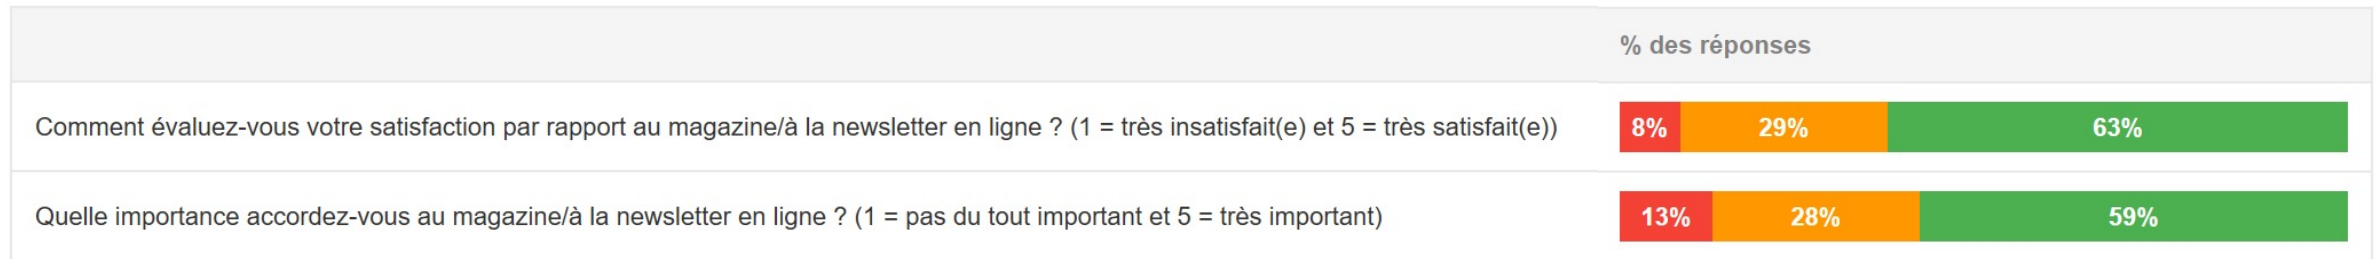 % des réponses
Comment évaluez-vous votre satisfaction par rapport au magazine/à la newsletter en ligne ? (1 = très insatisfait(e) et 5 = très satisfait(e))
8% 29% 63%
Quelle importance accordez-vous au magazine/à la newsletter en ligne ? (1 = pas du tout important et 5 = très important)
13% 28% 59%